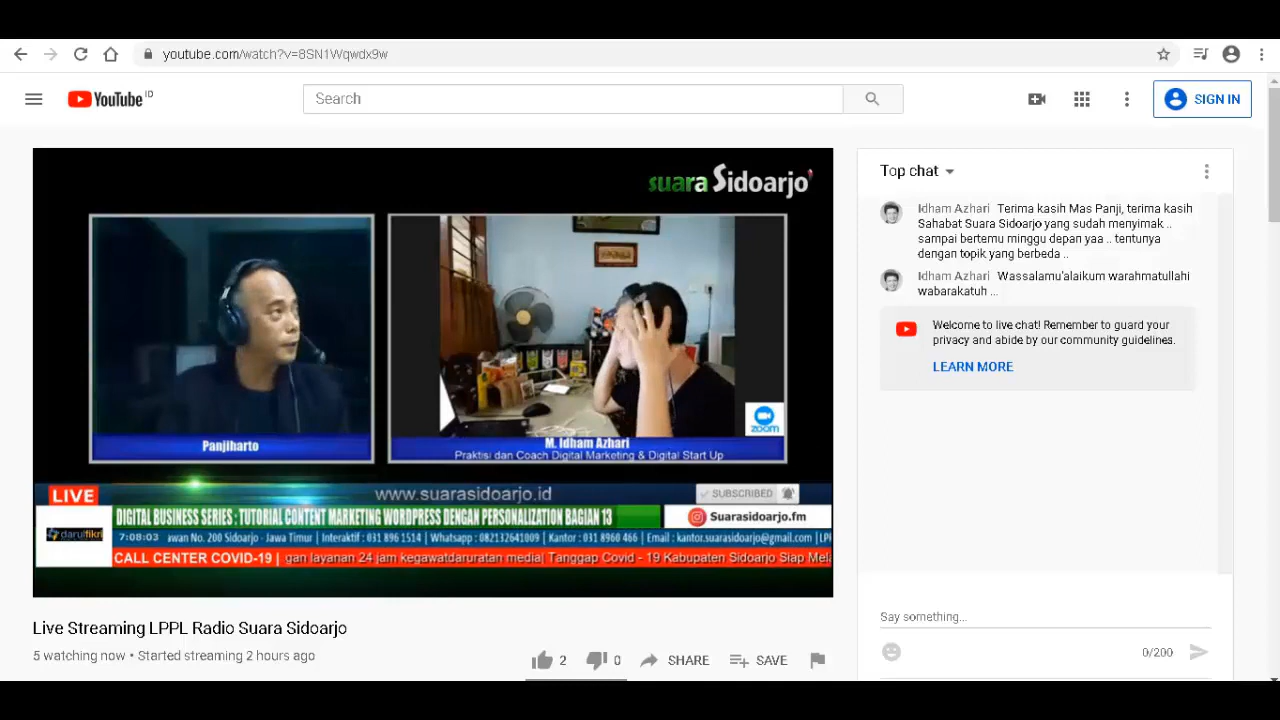 youtube.com/watch?v=8SN1Wqwdx9w
YouTube ID
Search
SIGN IN
suara Sidoarjo
Top chat
Idham Azhari Terima kasih Mas Panji, terima kasih
Sahabat Suara Sidoarjo yang sudah menyimak ..
sampai bertemu minggu depan yaa .. tentunya
dengan topik yang berbeda ..
Idham Azhari Wassalamu'alaikum warahmatullahi
wabarakatuh ...
Welcome to live chat! Remember to guard your
privacy and abide by our community guidelines.
LEARN MORE
zoom
Panjiharto
M. Idham Azhari
Praktisi dan Coach Digital Marketing & Digital Start Up
LIVE
www.suarasidoarjo.id
SUBSCRIBED
DIGITAL BUSINESS SERIES : TUTORIAL CONTENT MARKETING WORDPRESS DENGAN PERSONALIZATION BAGIAN 13
Suarasidoarjo.fm
darulfikri
7:08:03
awan No. 200 Sidoarjo - Jawa Timur | Interaktif : 031 896 1514 | Whatsapp : 082132641009 | Kantor : 031 8960 466 | Email : kantor.suarasidoarjo@gmail.com | LP
CALL CENTER COVID-19 | gan layanan 24 jam kegawatdaruratan medis| Tanggap Covid - 19 Kabupaten Sidoarjo Siap Mela
Live Streaming LPPL Radio Suara Sidoarjo
5 watching now • Started streaming 2 hours ago
2
0
SHARE
SAVE
Say something...
0/200